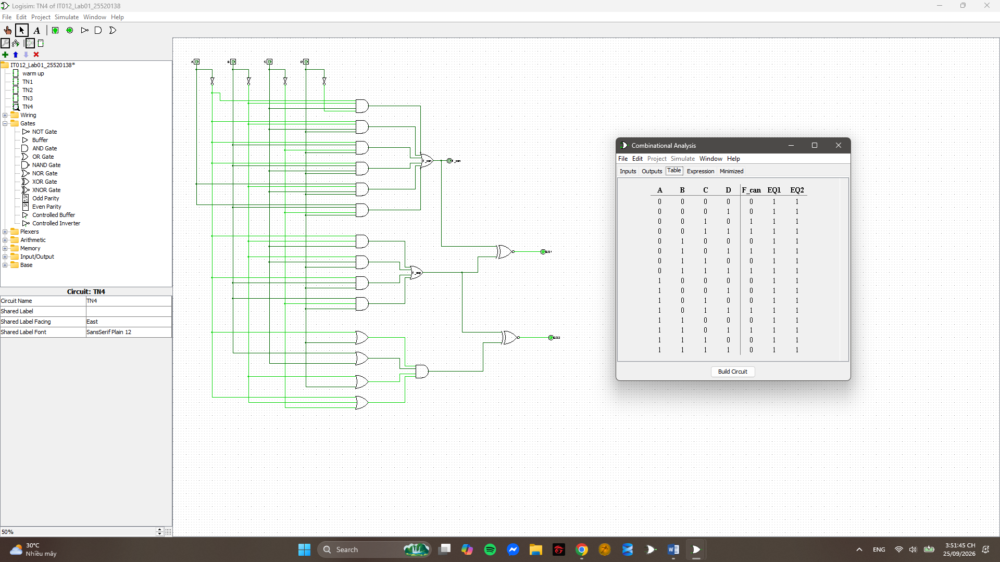 Logisim: TN4 of IT012_Lab01_25520138
File Edit Project Simulate Window Help
A
IT012_Lab01_25520138*
warm up
TN1
TN2
TN3
TN4
Wiring
Gates
NOT Gate
Buffer
AND Gate
OR Gate
NAND Gate
NOR Gate
XOR Gate
XNOR Gate
Odd Parity
Even Parity
Controlled Buffer
Controlled Inverter
Plexers
Arithmetic
Memory
Input/Output
Base
Circuit: TN4
Circuit Name TN4
Shared Label
Shared Label Facing East
Shared Label Font SansSerif Plain 12
50%
A B C D
F_can F_can
EQ1
EQ2
Combinational Analysis
File Edit Project Simulate Window Help
Inputs Outputs Table Expression Minimized
A B C D F_can EQ1 EQ2
0 0 0 0 0 1 1
0 0 0 1 0 1 1
0 0 1 0 1 1 1
0 0 1 1 1 1 1
0 1 0 0 0 1 1
0 1 0 1 1 1 1
0 1 1 0 0 1 1
0 1 1 1 1 1 1
1 0 0 0 0 1 1
1 0 0 1 0 1 1
1 0 1 0 0 1 1
1 0 1 1 1 1 1
1 1 0 0 0 1 1
1 1 0 1 1 1 1
1 1 1 0 0 1 1
1 1 1 1 0 1 1
Build Circuit
30°C
Nhiều mây
Search
ENG
3:51:45 CH
25/09/2026